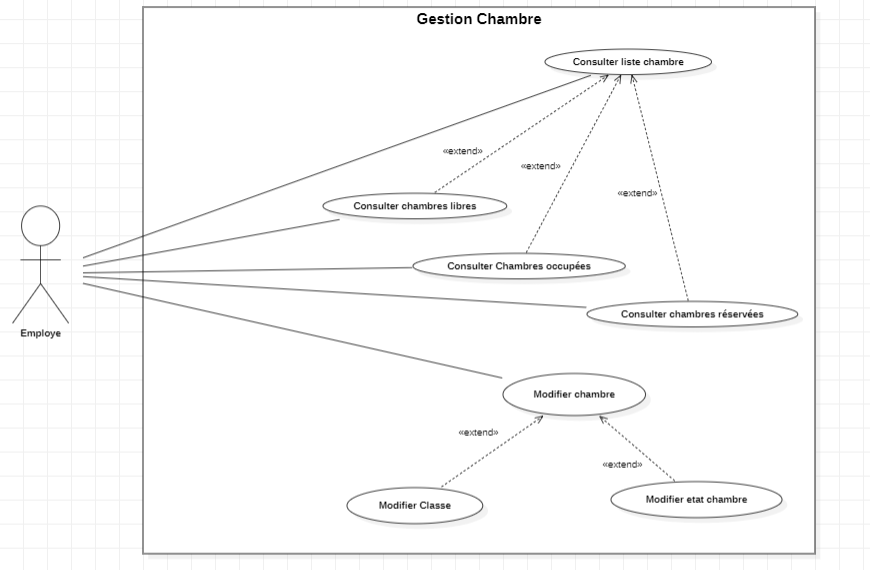 Gestion Chambre
Consulter liste chambre
«extend»
«extend»
«extend»
Consulter chambres libres
Consulter Chambres occupées
Consulter chambres réservées
Employe
Modifier chambre
«extend»
«extend»
Modifier Classe
Modifier etat chambre